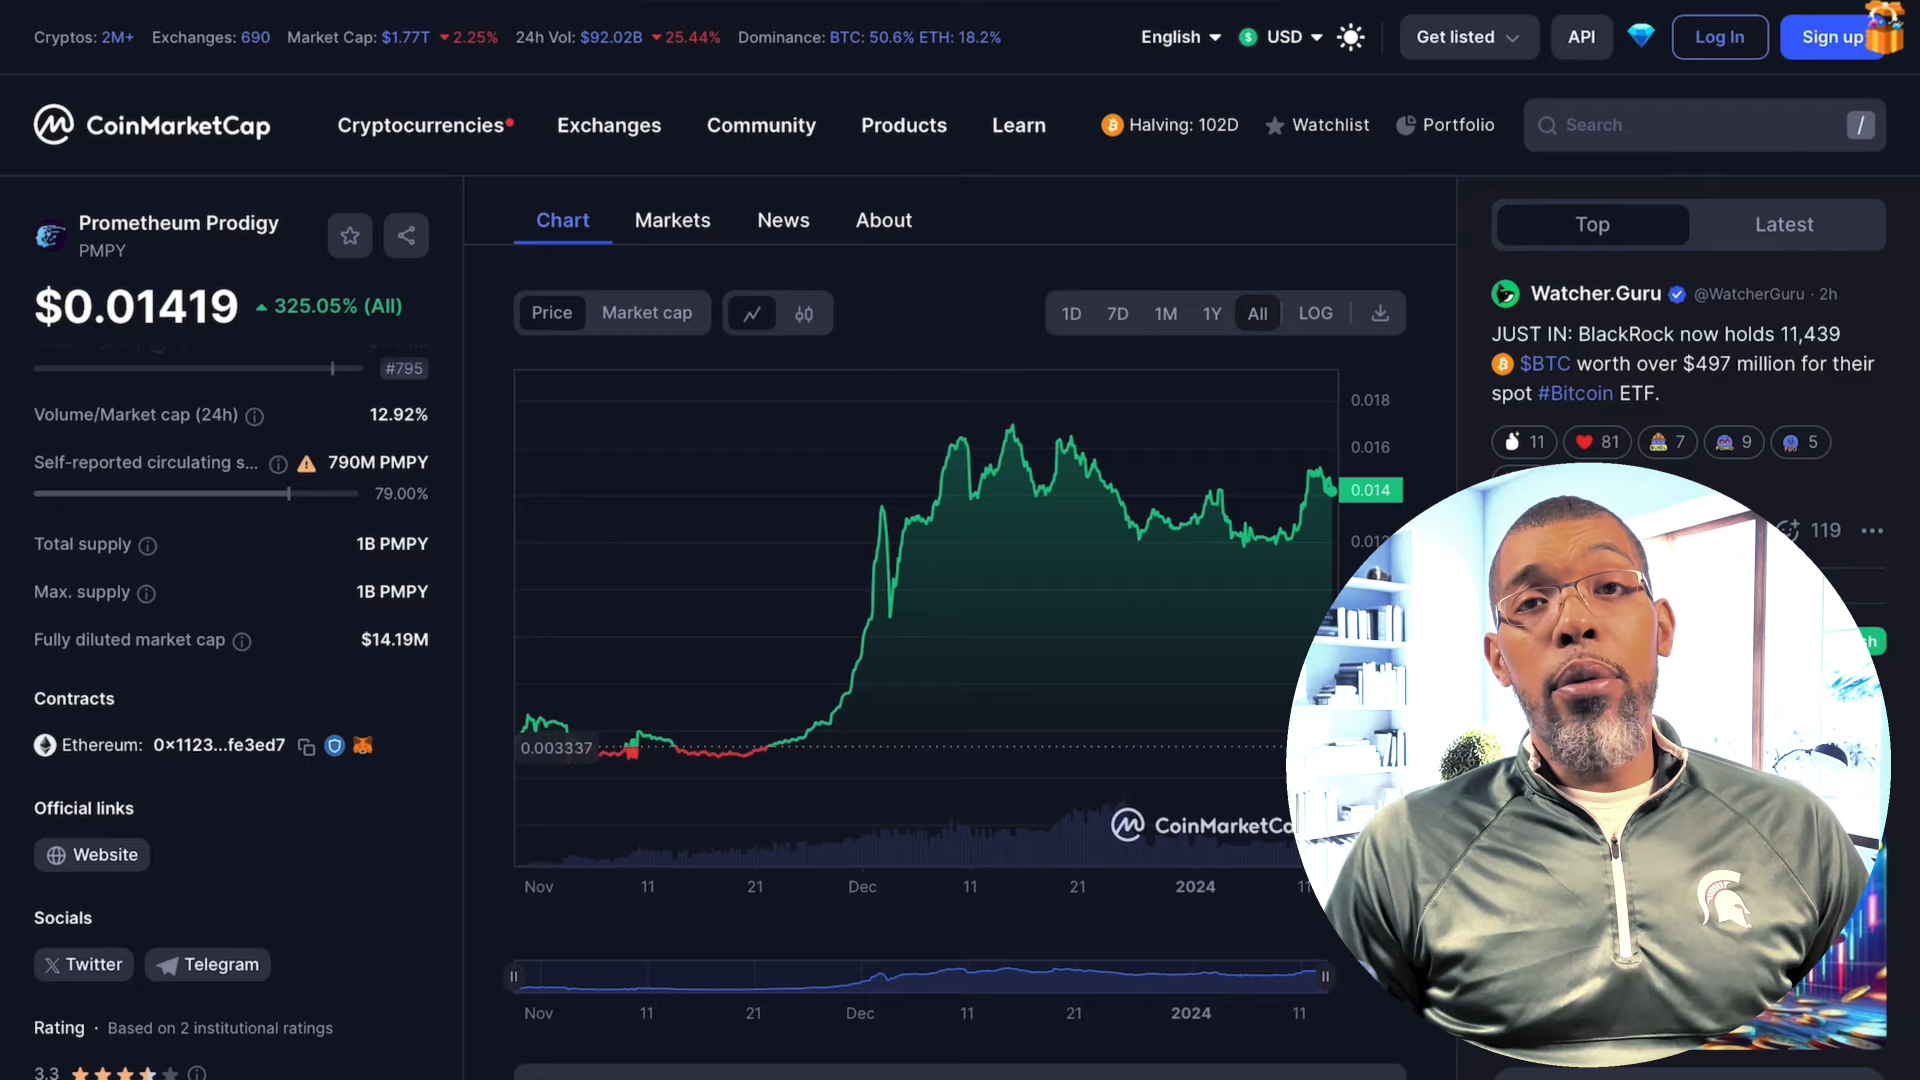 Cryptos: 2M+ Exchanges: 690 Market Cap: $1.77T 2.25% 24h Vol: $92.02B 25.44% Dominance: BTC: 50.6% ETH: 18.2%
English USD Get listed API Log In Sign up
CoinMarketCap Cryptocurrencies Exchanges Community Products Learn Halving: 102D Watchlist Portfolio Search /
Prometheum Prodigy
PMPY
$0.01419 325.05% (All)
#795
Volume/Market cap (24h) 12.92%
Self-reported circulating s... 790M PMPY
79.00%
Total supply 1B PMPY
Max. supply 1B PMPY
Fully diluted market cap $14.19M
Contracts
Ethereum: 0x1123...fe3ed7
Official links
Website
Socials
Twitter Telegram
Rating · Based on 2 institutional ratings
3.3
Chart Markets News About
Price Market cap 1D 7D 1M 1Y All LOG
0.018
0.016
0.014
0.012
0.003337
CoinMarketCa
Nov 11 21 Dec 11 21 2024 11
Nov 11 21 Dec 11 21 2024 11
Top Latest
Watcher.Guru @WatcherGuru · 2h
JUST IN: BlackRock now holds 11,439
$BTC worth over $497 million for their
spot #Bitcoin ETF.
11 81 7 9 5
119